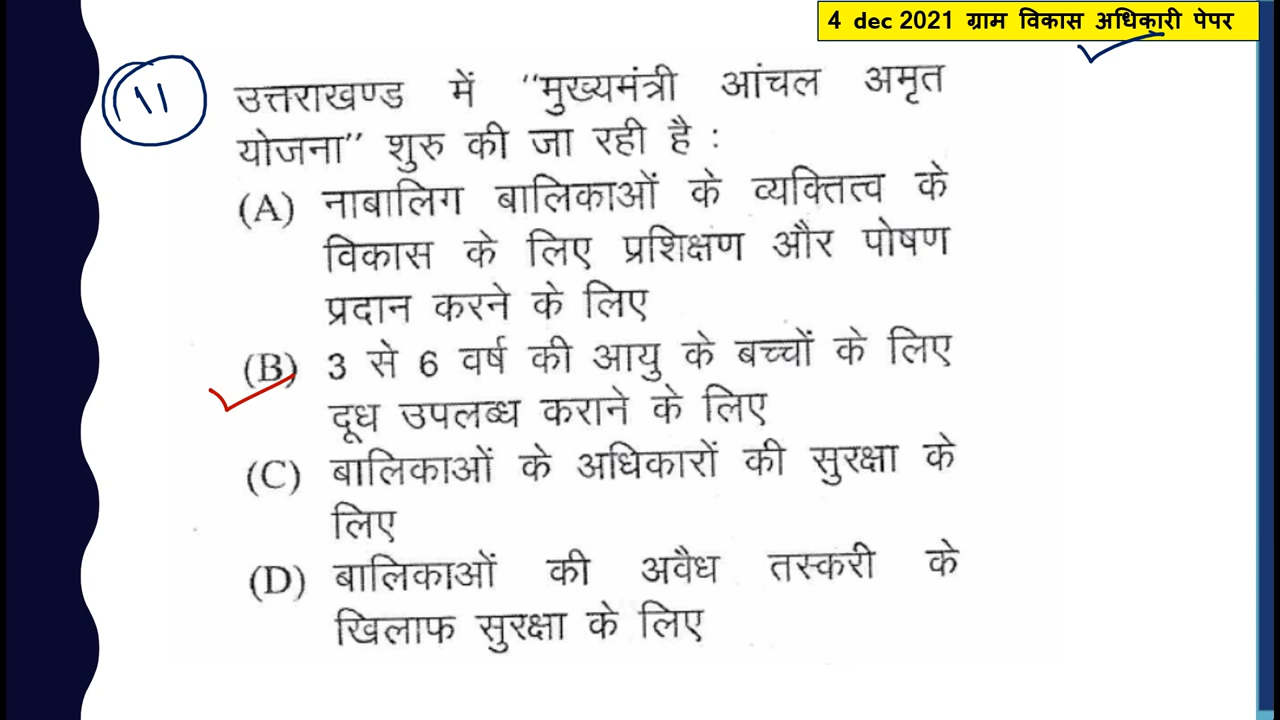 4 dec 2021 ग्राम विकास अधिकारी पेपर
11
उत्तराखण्ड में "मुख्यमंत्री आंचल अमृत
योजना" शुरु की जा रही है :
(A) नाबालिग बालिकाओं के व्यक्तित्व के
विकास के लिए प्रशिक्षण और पोषण
प्रदान करने के लिए
(B) 3 से 6 वर्ष की आयु के बच्चों के लिए
दूध उपलब्ध कराने के लिए
(C) बालिकाओं के अधिकारों की सुरक्षा के
लिए
(D) बालिकाओं की अवैध तस्करी के
खिलाफ सुरक्षा के लिए